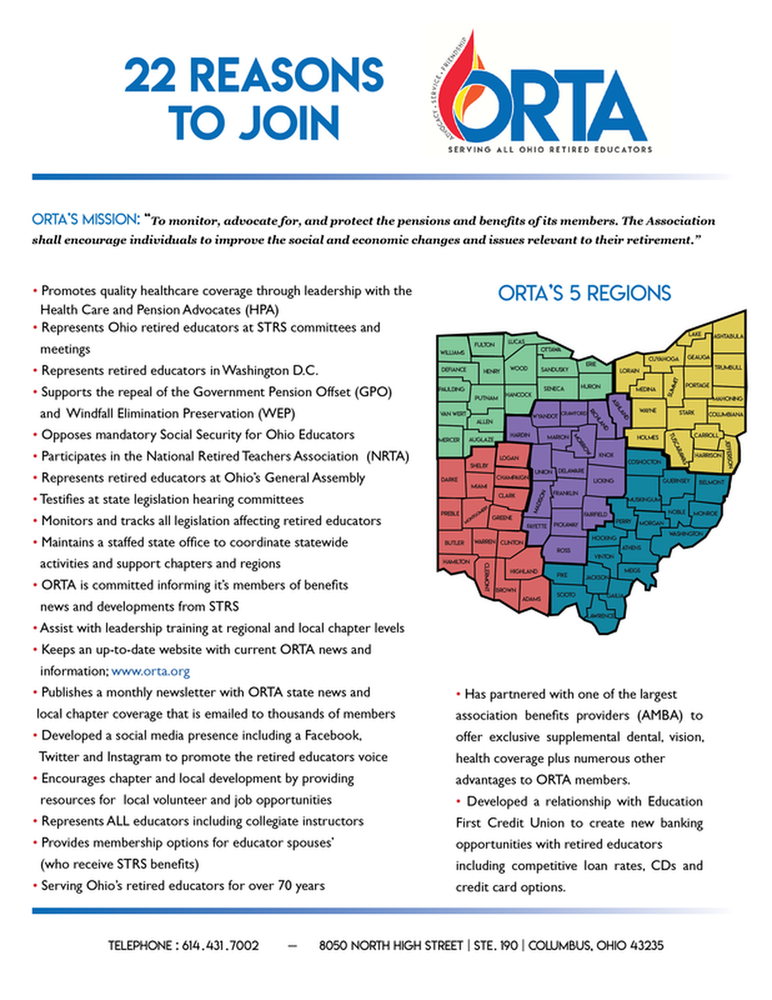 22 REASONS
TO JOIN
ADVOCACY • SERVICE • FRIENDSHIP
ORTA
SERVING ALL OHIO RETIRED EDUCATORS
ORTA'S MISSION: "To monitor, advocate for, and protect the pensions and benefits of its members. The Association
shall encourage individuals to improve the social and economic changes and issues relevant to their retirement."
• Promotes quality healthcare coverage through leadership with the
Health Care and Pension Advocates (HPA)
• Represents Ohio retired educators at STRS committees and
meetings
• Represents retired educators in Washington D.C.
• Supports the repeal of the Government Pension Offset (GPO)
and Windfall Elimination Preservation (WEP)
• Opposes mandatory Social Security for Ohio Educators
• Participates in the National Retired Teachers Association (NRTA)
• Represents retired educators at Ohio's General Assembly
• Testifies at state legislation hearing committees
• Monitors and tracks all legislation affecting retired educators
• Maintains a staffed state office to coordinate statewide
activities and support chapters and regions
• ORTA is committed informing it's members of benefits
news and developments from STRS
• Assist with leadership training at regional and local chapter levels
• Keeps an up-to-date website with current ORTA news and
information; www.orta.org
• Publishes a monthly newsletter with ORTA state news and
local chapter coverage that is emailed to thousands of members
• Developed a social media presence including a Facebook,
Twitter and Instagram to promote the retired educators voice
• Encourages chapter and local development by providing
resources for local volunteer and job opportunities
• Represents ALL educators including collegiate instructors
• Provides membership options for educator spouses'
(who receive STRS benefits)
• Serving Ohio's retired educators for over 70 years
ORTA'S 5 REGIONS
WILLIAMS
FULTON
LUCAS
OTTAWA
DEFIANCE
HENRY
WOOD
SANDUSKY
ERIE
PAULDING
PUTNAM
HANCOCK
SENECA
HURON
VAN WERT
ALLEN
MERCER
AUGLAIZE
LAKE
ASHTABULA
CUYAHOGA
GEAUGA
LORAIN
TRUMBULL
MEDINA
SUMMIT
PORTAGE
MAHONING
WAYNE
STARK
COLUMBIANA
HOLMES
TUSCARAWAS
CARROLL
HARRISON
JEFFERSON
WYANDOT
CRAWFORD
RICHLAND
ASHLAND
HARDIN
MARION
MORROW
KNOX
UNION
DELAWARE
LICKING
MADISON
FRANKLIN
FAIRFIELD
FAYETTE
PICKAWAY
ROSS
LOGAN
SHELBY
DARKE
MIAMI
CHAMPAIGN
CLARK
PREBLE
MONTGOMERY
GREENE
BUTLER
WARREN
CLINTON
HAMILTON
CLERMONT
HIGHLAND
BROWN
ADAMS
COSHOCTON
GUERNSEY
BELMONT
MUSKINGUM
NOBLE
MONROE
PERRY
MORGAN
WASHINGTON
HOCKING
ATHENS
VINTON
MEIGS
PIKE
JACKSON
SCIOTO
GALLIA
LAWRENCE
• Has partnered with one of the largest
association benefits providers (AMBA) to
offer exclusive supplemental dental, vision,
health coverage plus numerous other
advantages to ORTA members.
• Developed a relationship with Education
First Credit Union to create new banking
opportunities with retired educators
including competitive loan rates, CDs and
credit card options.
TELEPHONE : 614.431.7002 – 8050 NORTH HIGH STREET | STE. 190 | COLUMBUS, OHIO 43235